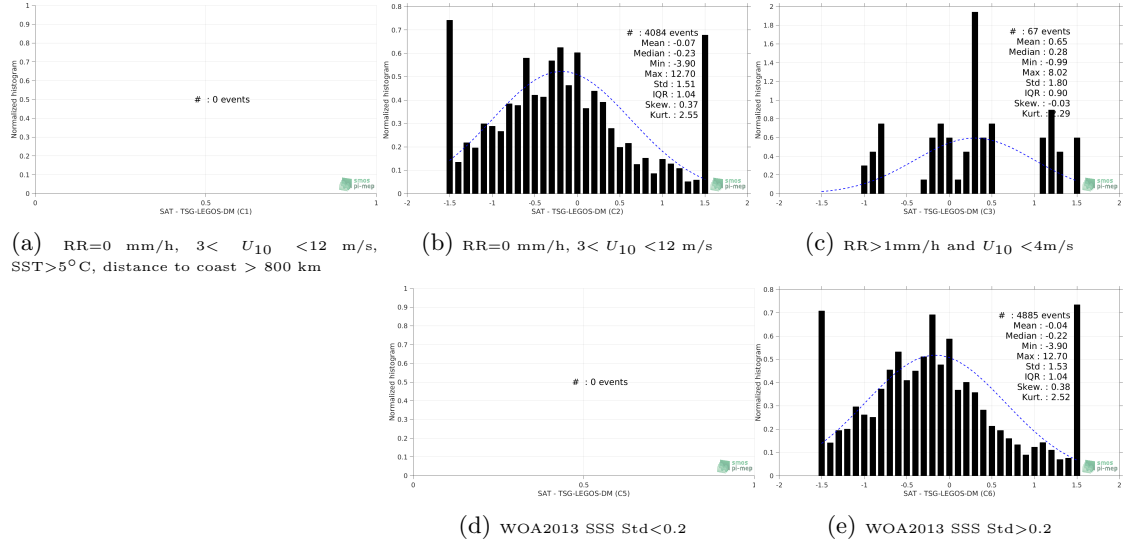 1
0.9
0.8
0.7
0.6
0.5
0.4
0.3
0.2
0.1
0
Normalized histogram
# : 0 events
0 0.5 1
SAT - TSG-LEGOS-DM (C1)
smos
pi-mep
(a) RR=0 mm/h, 3< U10 <12 m/s,
SST>5°C, distance to coast > 800 km
0.8
0.7
0.6
0.5
0.4
0.3
0.2
0.1
0
Normalized histogram
# : 4084 events
Mean : -0.07
Median : -0.23
Min : -3.90
Max : 12.70
Std : 1.51
IQR : 1.04
Skew. : 0.37
Kurt. : 2.55
-2 -1.5 -1 -0.5 0 0.5 1 1.5 2
SAT - TSG-LEGOS-DM (C2)
smos
pi-mep
(b) RR=0 mm/h, 3< U10 <12 m/s
2
1.8
1.6
1.4
1.2
1
0.8
0.6
0.4
0.2
0
Normalized histogram
# : 67 events
Mean : 0.65
Median : 0.28
Min : -0.99
Max : 8.02
Std : 1.80
IQR : 0.90
Skew. : -0.03
Kurt. : 2.29
-2 -1.5 -1 -0.5 0 0.5 1 1.5 2
SAT - TSG-LEGOS-DM (C3)
smos
pi-mep
(c) RR>1mm/h and U10 <4m/s
1
0.9
0.8
0.7
0.6
0.5
0.4
0.3
0.2
0.1
0
Normalized histogram
# : 0 events
0 0.5 1
SAT - TSG-LEGOS-DM (C5)
smos
pi-mep
(d) WOA2013 SSS Std<0.2
0.8
0.7
0.6
0.5
0.4
0.3
0.2
0.1
0
Normalized histogram
# : 4885 events
Mean : -0.04
Median : -0.22
Min : -3.90
Max : 12.70
Std : 1.53
IQR : 1.04
Skew. : 0.38
Kurt. : 2.52
-2 -1.5 -1 -0.5 0 0.5 1 1.5 2
SAT - TSG-LEGOS-DM (C6)
smos
pi-mep
(e) WOA2013 SSS Std>0.2